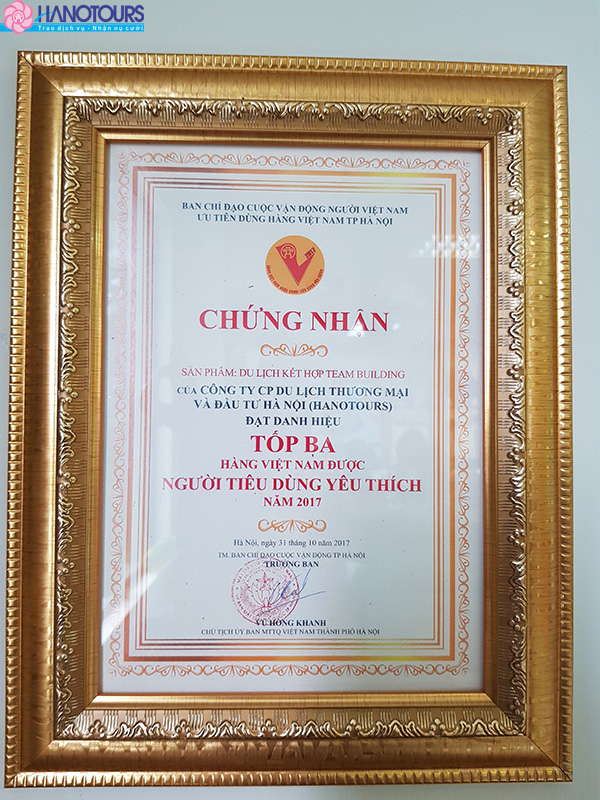 HANOTOURS
Trao dịch vụ - Nhận nụ cười
BAN CHỈ ĐẠO CUỘC VẬN ĐỘNG NGƯỜI VIỆT NAM
ƯU TIÊN DÙNG HÀNG VIỆT NAM TP HÀ NỘI
2017
CHỨNG NHẬN
SẢN PHẨM: DU LỊCH KẾT HỢP TEAM BUILDING
CỦA CÔNG TY CP DU LỊCH THƯƠNG MẠI
VÀ ĐẦU TƯ HÀ NỘI (HANOTOURS)
ĐẠT DANH HIỆU
TỐP BA
HÀNG VIỆT NAM ĐƯỢC
NGƯỜI TIÊU DÙNG YÊU THÍCH
NĂM 2017
Hà Nội, ngày 31 tháng 10 năm 2017
TM. BAN CHỈ ĐẠO CUỘC VẬN ĐỘNG TP HÀ NỘI
TRƯỞNG BAN
VŨ HỒNG KHANH
CHỦ TỊCH ỦY BAN MTTQ VIỆT NAM THÀNH PHỐ HÀ NỘI